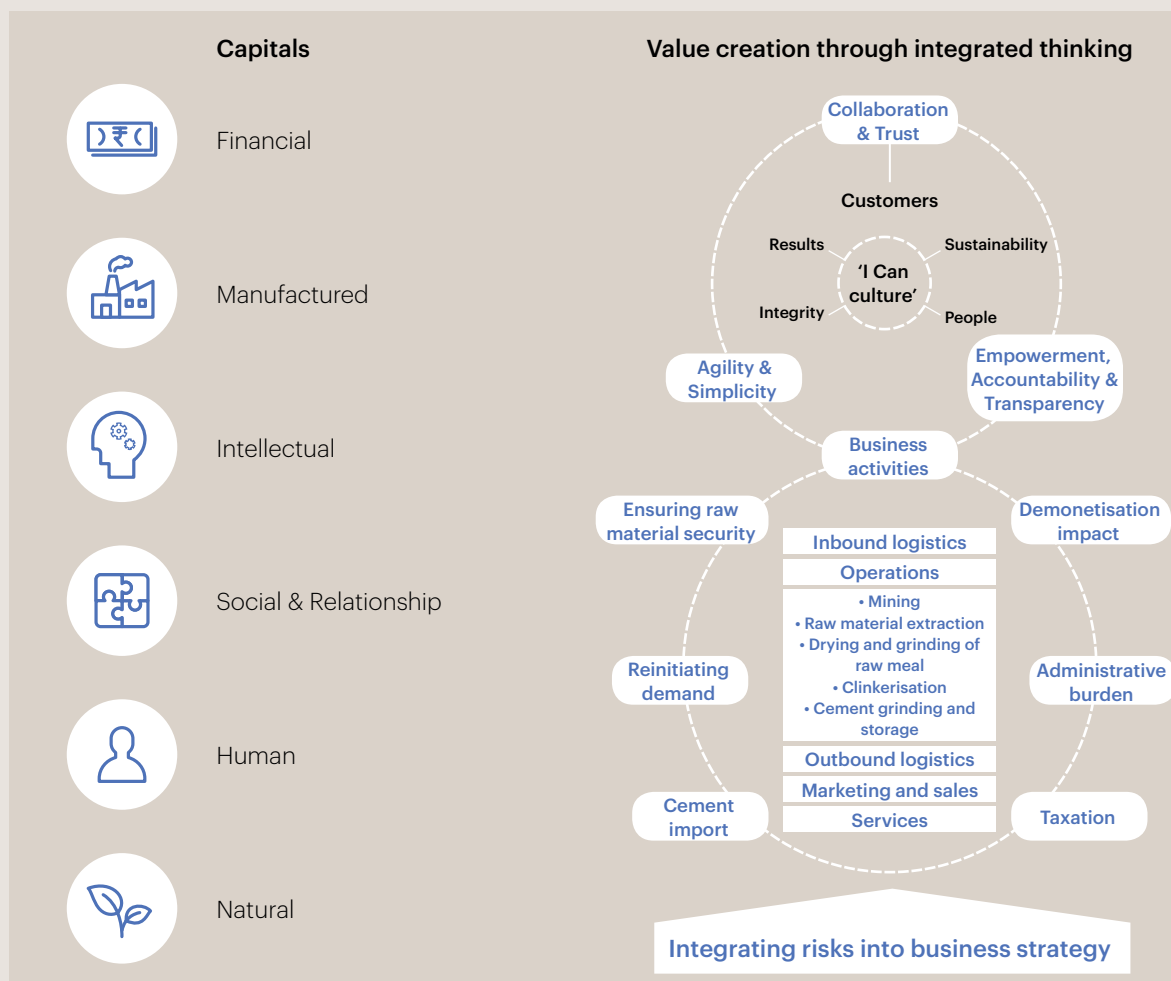 Capitals
Financial
Manufactured
Intellectual
Social & Relationship
Human
Natural
Value creation through integrated thinking
Collaboration
& Trust
Customers
Results
Sustainability
‘I Can
culture’
Integrity
People
Agility &
Simplicity
Empowerment,
Accountability &
Transparency
Business
activities
Ensuring raw
material security
Demonetisation
impact
Inbound logistics
Operations
• Mining
• Raw material extraction
• Drying and grinding of
raw meal
• Clinkerisation
• Cement grinding and
storage
Outbound logistics
Marketing and sales
Services
Reinitiating
demand
Administrative
burden
Cement
import
Taxation
Integrating risks into business strategy